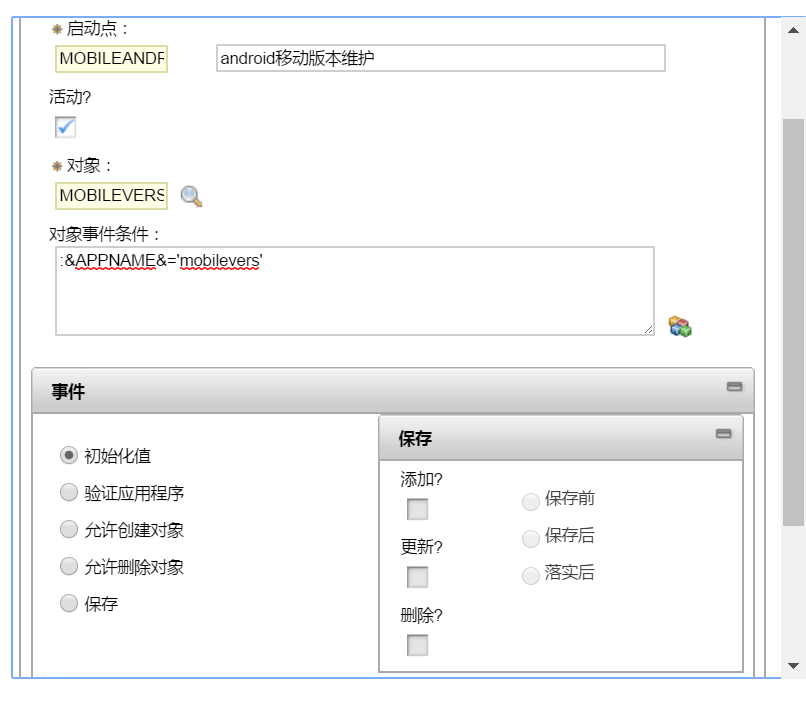 ✷ 启动点：
MOBILEANDR
android移动版本维护
活动?
✷ 对象：
MOBILEVERS
对象事件条件：
:&APPNAME&='mobilevers'
事件
初始化值
验证应用程序
允许创建对象
允许删除对象
保存
保存
添加?
更新?
删除?
保存前
保存后
落实后